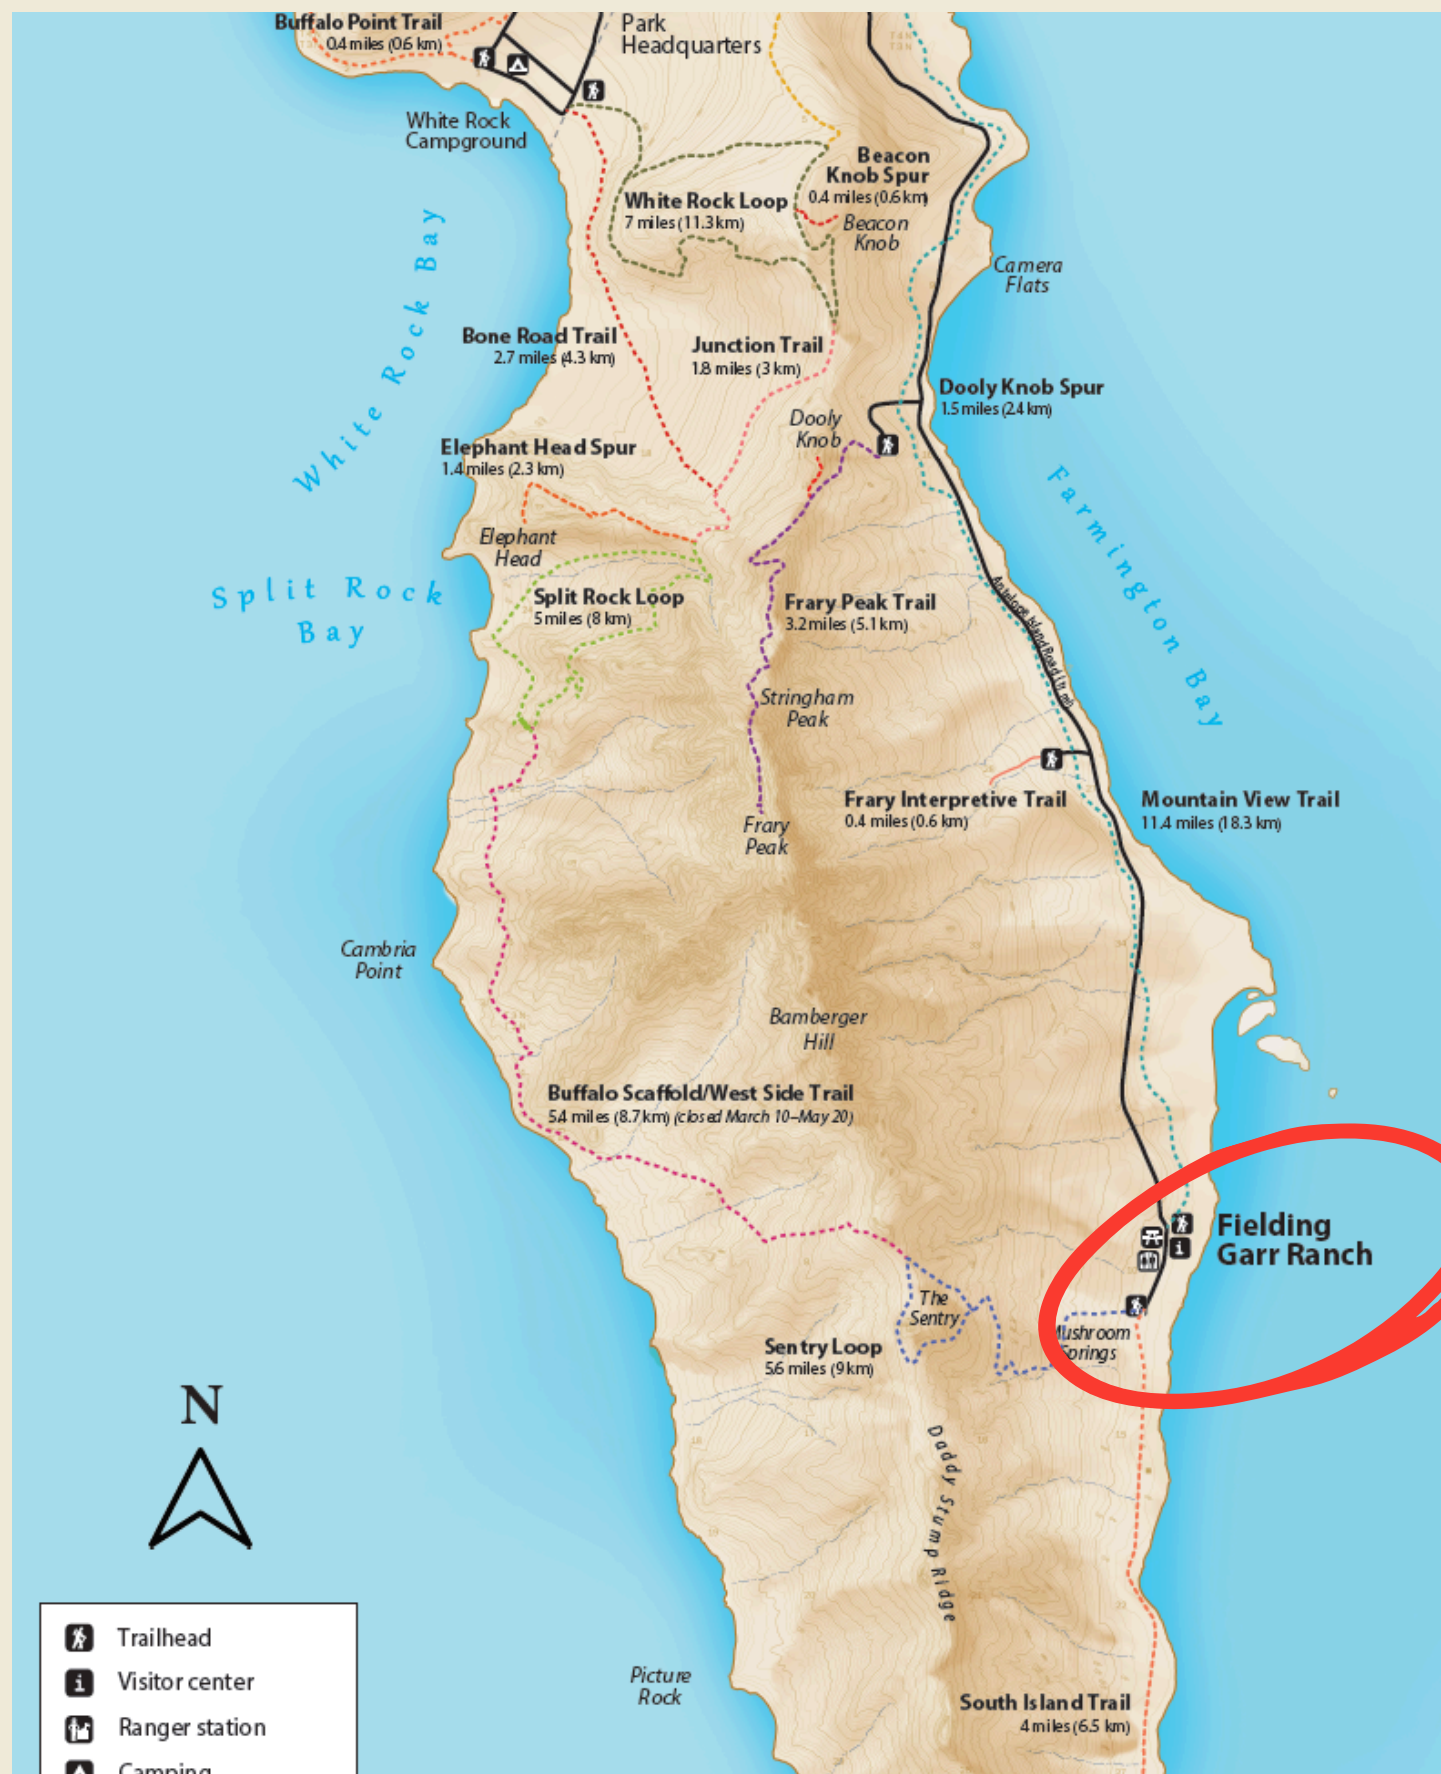 Buffalo Point Trail
0.4 miles (0.6 km)
Park
Headquarters
White Rock
Campground
Beacon
Knob Spur
0.4 miles (0.6 km)
Beacon
Knob
White Rock Loop
7 miles (11.3 km)
Camera
Flats
White Rock Bay
Bone Road Trail
2.7 miles (4.3 km)
Junction Trail
1.8 miles (3 km)
Dooly Knob Spur
1.5 miles (2.4 km)
Dooly
Knob
Elephant Head Spur
1.4 miles (2.3 km)
Elephant
Head
Farmington Bay
Split Rock
Bay
Split Rock Loop
5 miles (8 km)
Frary Peak Trail
3.2 miles (5.1 km)
Antelope Island Road
Stringham
Peak
Frary Interpretive Trail
0.4 miles (0.6 km)
Mountain View Trail
11.4 miles (18.3 km)
Frary
Peak
Cambria
Point
Bamberger
Hill
Buffalo Scaffold/West Side Trail
5.4 miles (8.7 km) (closed March 10–May 20)
Fielding
Garr Ranch
The
Sentry
Mushroom
Springs
Sentry Loop
5.6 miles (9 km)
N
Daddy Stump Ridge
Trailhead
Visitor center
Ranger station
Camping
Picture
Rock
South Island Trail
4 miles (6.5 km)